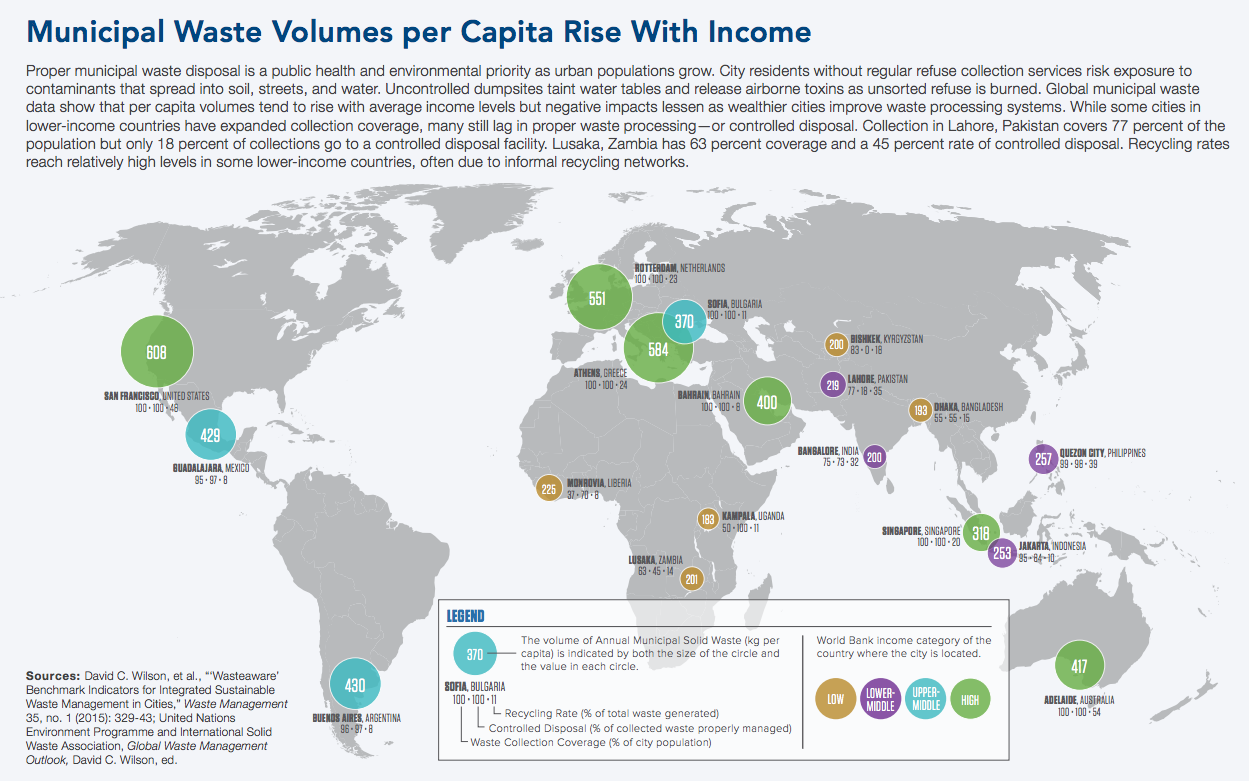 Municipal Waste Volumes per Capita Rise With Income
Proper municipal waste disposal is a public health and environmental priority as urban populations grow. City residents without regular refuse collection services risk exposure to
contaminants that spread into soil, streets, and water. Uncontrolled dumpsites taint water tables and release airborne toxins as unsorted refuse is burned. Global municipal waste
data show that per capita volumes tend to rise with average income levels but negative impacts lessen as wealthier cities improve waste processing systems. While some cities in
lower-income countries have expanded collection coverage, many still lag in proper waste processing—or controlled disposal. Collection in Lahore, Pakistan covers 77 percent of the
population but only 18 percent of collections go to a controlled disposal facility. Lusaka, Zambia has 63 percent coverage and a 45 percent rate of controlled disposal. Recycling rates
reach relatively high levels in some lower-income countries, often due to informal recycling networks.
551
ROTTERDAM, NETHERLANDS
100 • 100 • 23
370
SOFIA, BULGARIA
100 • 100 • 11
584
ATHENS, GREECE
100 • 100 • 24
608
SAN FRANCISCO, UNITED STATES
100 • 100 • 48
200
BISHKEK, KYRGYZSTAN
83 • 0 • 18
219
LAHORE, PAKISTAN
77 • 18 • 35
400
BAHRAIN, BAHRAIN
100 • 100 • 8
193
DHAKA, BANGLADESH
55 • 55 • 15
429
GUADALAJARA, MEXICO
95 • 97 • 8
BANGALORE, INDIA
75 • 73 • 32
200
257
QUEZON CITY, PHILIPPINES
99 • 98 • 39
225
MONROVIA, LIBERIA
37 • 70 • 8
183
KAMPALA, UGANDA
50 • 100 • 11
SINGAPORE, SINGAPORE
100 • 100 • 20
318
253
JAKARTA, INDONESIA
LUSAKA, ZAMBIA
63 • 45 • 14
201
417
ADELAIDE, AUSTRALIA
100 • 100 • 54
430
BUENOS AIRES, ARGENTINA
LEGEND
370
The volume of Annual Municipal Solid Waste (kg per
capita) is indicated by both the size of the circle and
the value in each circle.
SOFIA, BULGARIA
100 • 100 • 11
Recycling Rate (% of total waste generated)
Controlled Disposal (% of collected waste properly managed)
Waste Collection Coverage (% of city population)
World Bank income category of the
country where the city is located.
LOW
LOWER-
MIDDLE
UPPER-
MIDDLE
HIGH
Sources: David C. Wilson, et al., “‘Wasteaware’
Benchmark Indicators for Integrated Sustainable
Waste Management in Cities,” Waste Management
35, no. 1 (2015): 329-43; United Nations
Environment Programme and International Solid
Waste Association, Global Waste Management
Outlook, David C. Wilson, ed.